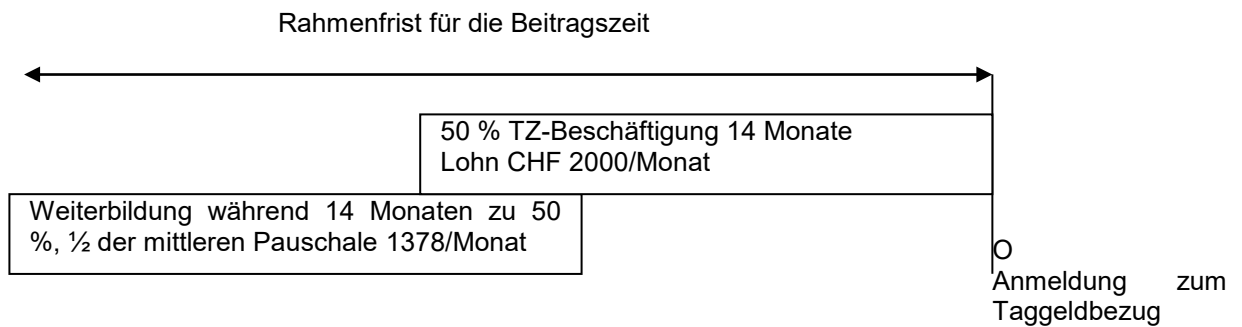 Rahmenfrist für die Beitragszeit
50 % TZ-Beschäftigung 14 Monate
Lohn CHF 2000/Monat
Weiterbildung während 14 Monaten zu 50
%, ½ der mittleren Pauschale 1378/Monat
O
Anmeldung zum
Taggeldbezug